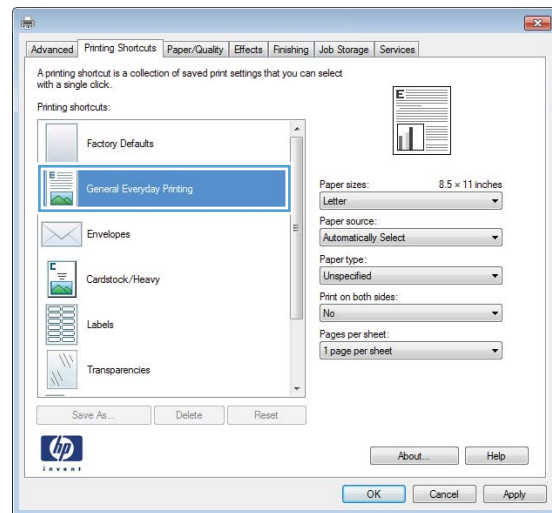 Advanced Printing Shortcuts Paper/Quality Effects Finishing Job Storage Services
A printing shortcut is a collection of saved print settings that you can select
with a single click.
Printing shortcuts:
Factory Defaults
General Everyday Printing
Envelopes
Cardstock/Heavy
Labels
Transparencies
E
Paper sizes: 8.5 × 11 inches
Letter
Paper source:
Automatically Select
Paper type:
Unspecified
Print on both sides:
No
Pages per sheet:
1 page per sheet
Save As... Delete Reset
hp
invent
About... Help
OK Cancel Apply